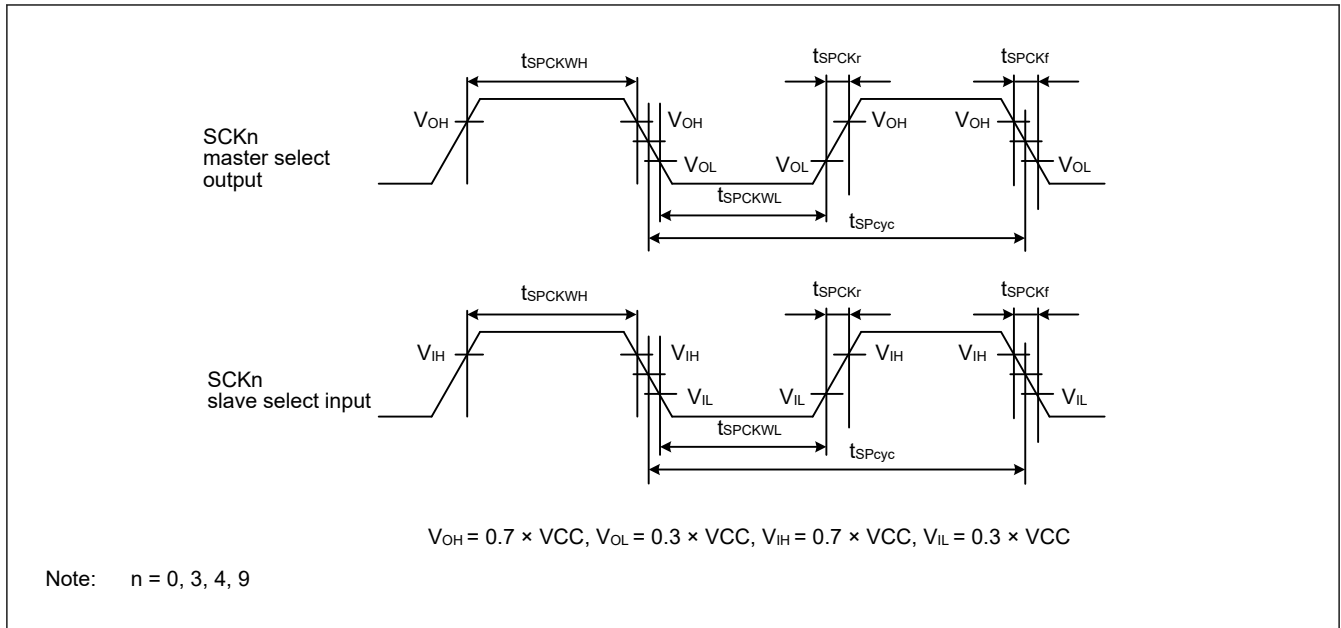 tSPCKWH
tSPCKr
tSPCKf
VOH
VOH
VOH
VOH
SCKn
master select
output
VOL
VOL
VOL
tSPCKWL
tSPcyc
tSPCKWH
tSPCKr
tSPCKf
VIH
VIH
VIH
VIH
SCKn
slave select input
VIL
VIL
VIL
tSPCKWL
tSPcyc
VOH = 0.7 × VCC, VOL = 0.3 × VCC, VIH = 0.7 × VCC, VIL = 0.3 × VCC
Note: n = 0, 3, 4, 9